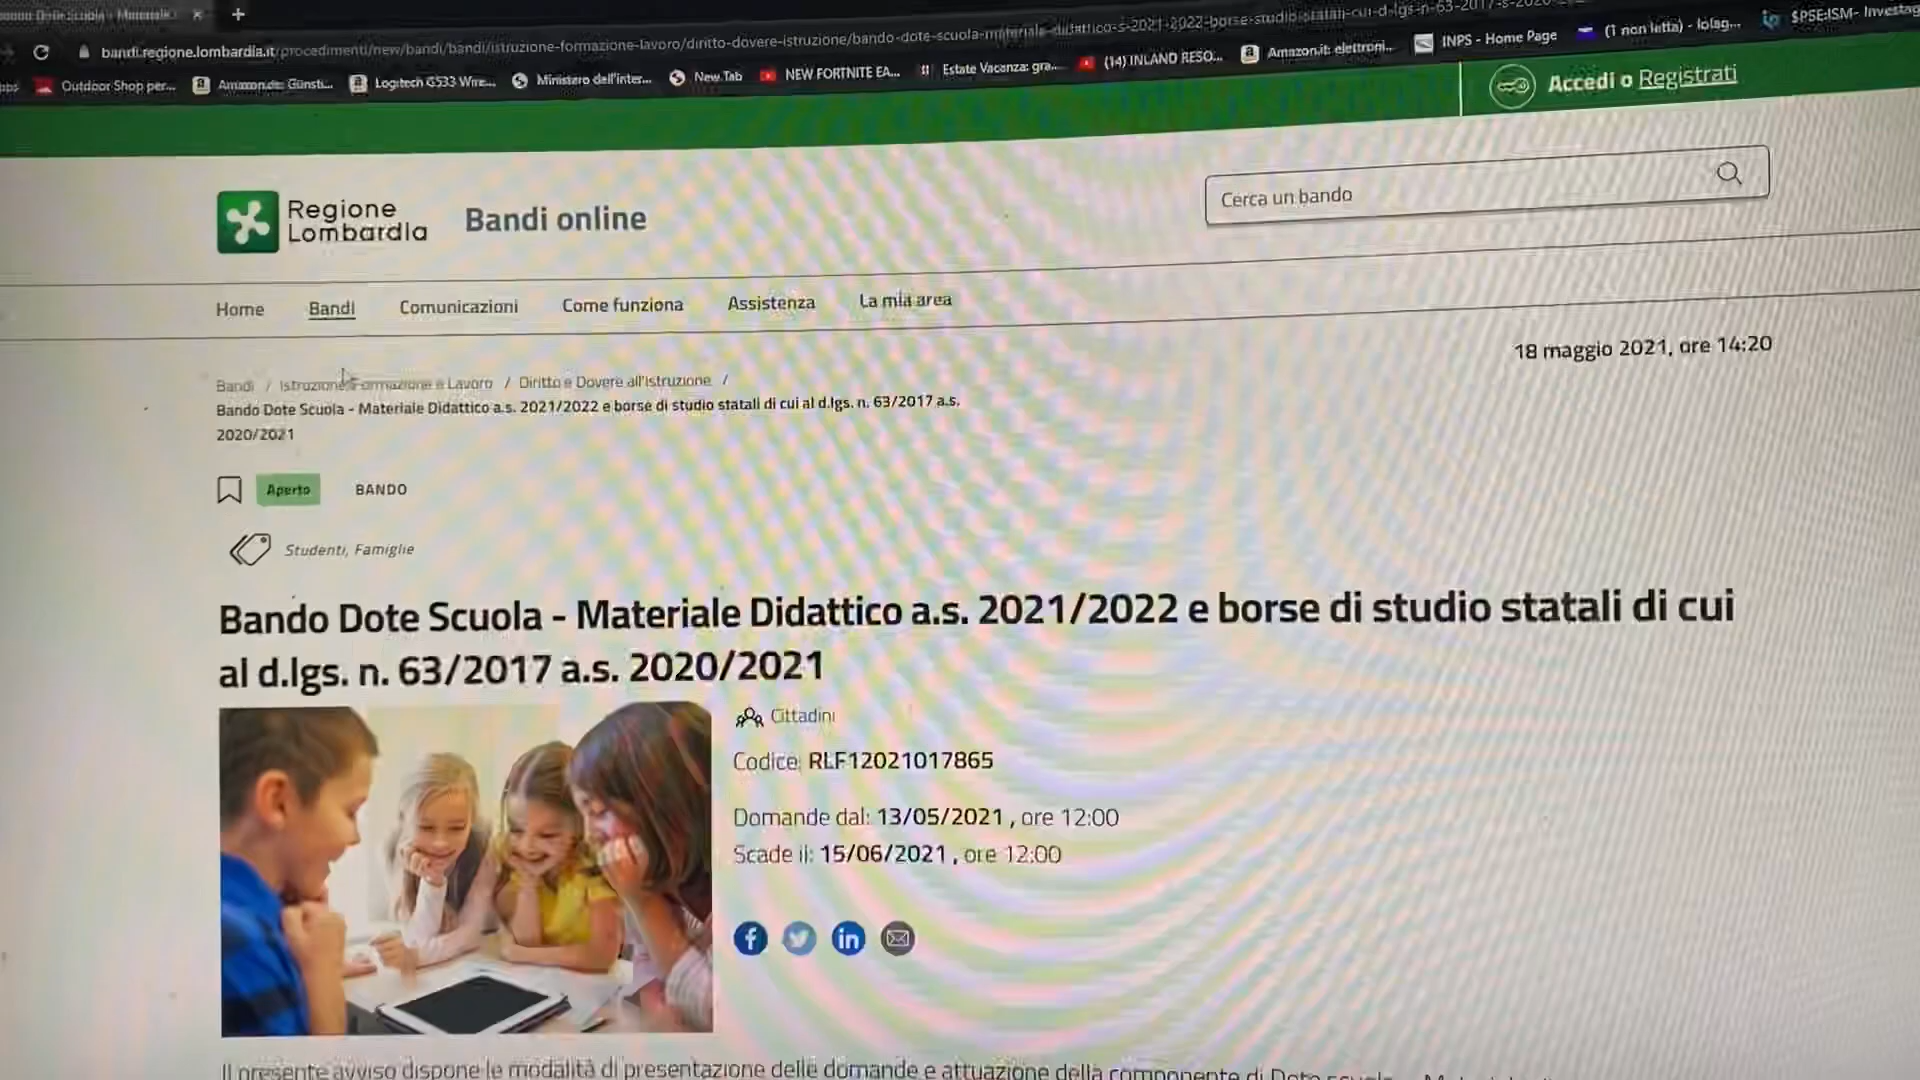 bandi.regione.lombardia.it/procedimenti/new/bandi/bandi/istruzione-formazione-lavoro/diritto-dovere-istruzione/bando-dote-scuola-materiale-didattico-s-2021-2022-borse-studio-statali-cui-d-lgs-n-63-2017-s-2020-
Outdoor Shop per...
Amazon.de: Günsti...
Logitech G533 Wire...
Ministero dell'inter...
New Tab
NEW FORTNITE EA...
Estate Vacanza: gra...
(14) INLAND RESO...
Amazon.it: elettroni...
INPS - Home Page
(1 non letta) - lolag...
$PSE:ISM- Investag
Accedi o Registrati
Regione
Lombardia
Bandi online
Cerca un bando
Home Bandi Comunicazioni Come funziona Assistenza La mia area
18 maggio 2021, ore 14:20
Bandi / Istruzione Formazione e Lavoro / Diritto e Dovere all'Istruzione /
Bando Dote Scuola - Materiale Didattico a.s. 2021/2022 e borse di studio statali di cui al d.lgs. n. 63/2017 a.s.
2020/2021
Aperto BANDO
Studenti, Famiglie
Bando Dote Scuola - Materiale Didattico a.s. 2021/2022 e borse di studio statali di cui
al d.lgs. n. 63/2017 a.s. 2020/2021
Cittadini
Codice: RLF12021017865
Domande dal: 13/05/2021 , ore 12:00
Scade il: 15/06/2021 , ore 12:00
f in
Il presente avviso dispone le modalità di presentazione delle domande e attuazione della componente di Dote